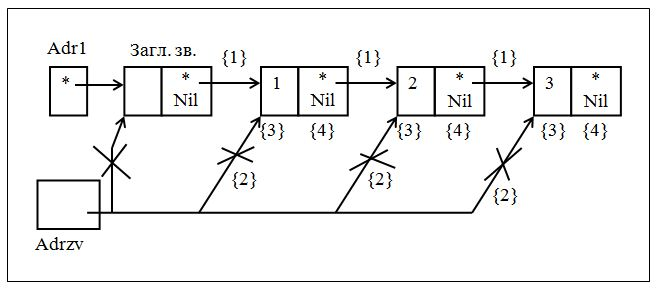 Adr1 Загл. зв.
{1} {1} {1}
* * 1 * 2 * 3 *
Nil Nil Nil Nil
{3} {4} {3} {4} {3} {4}
{2} {2} {2}
Adrzv